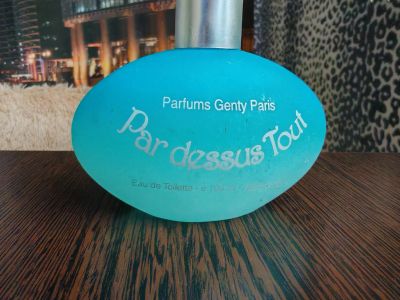 Parfums Genty Paris
Par dessus Tout
Eau de Toilette - e